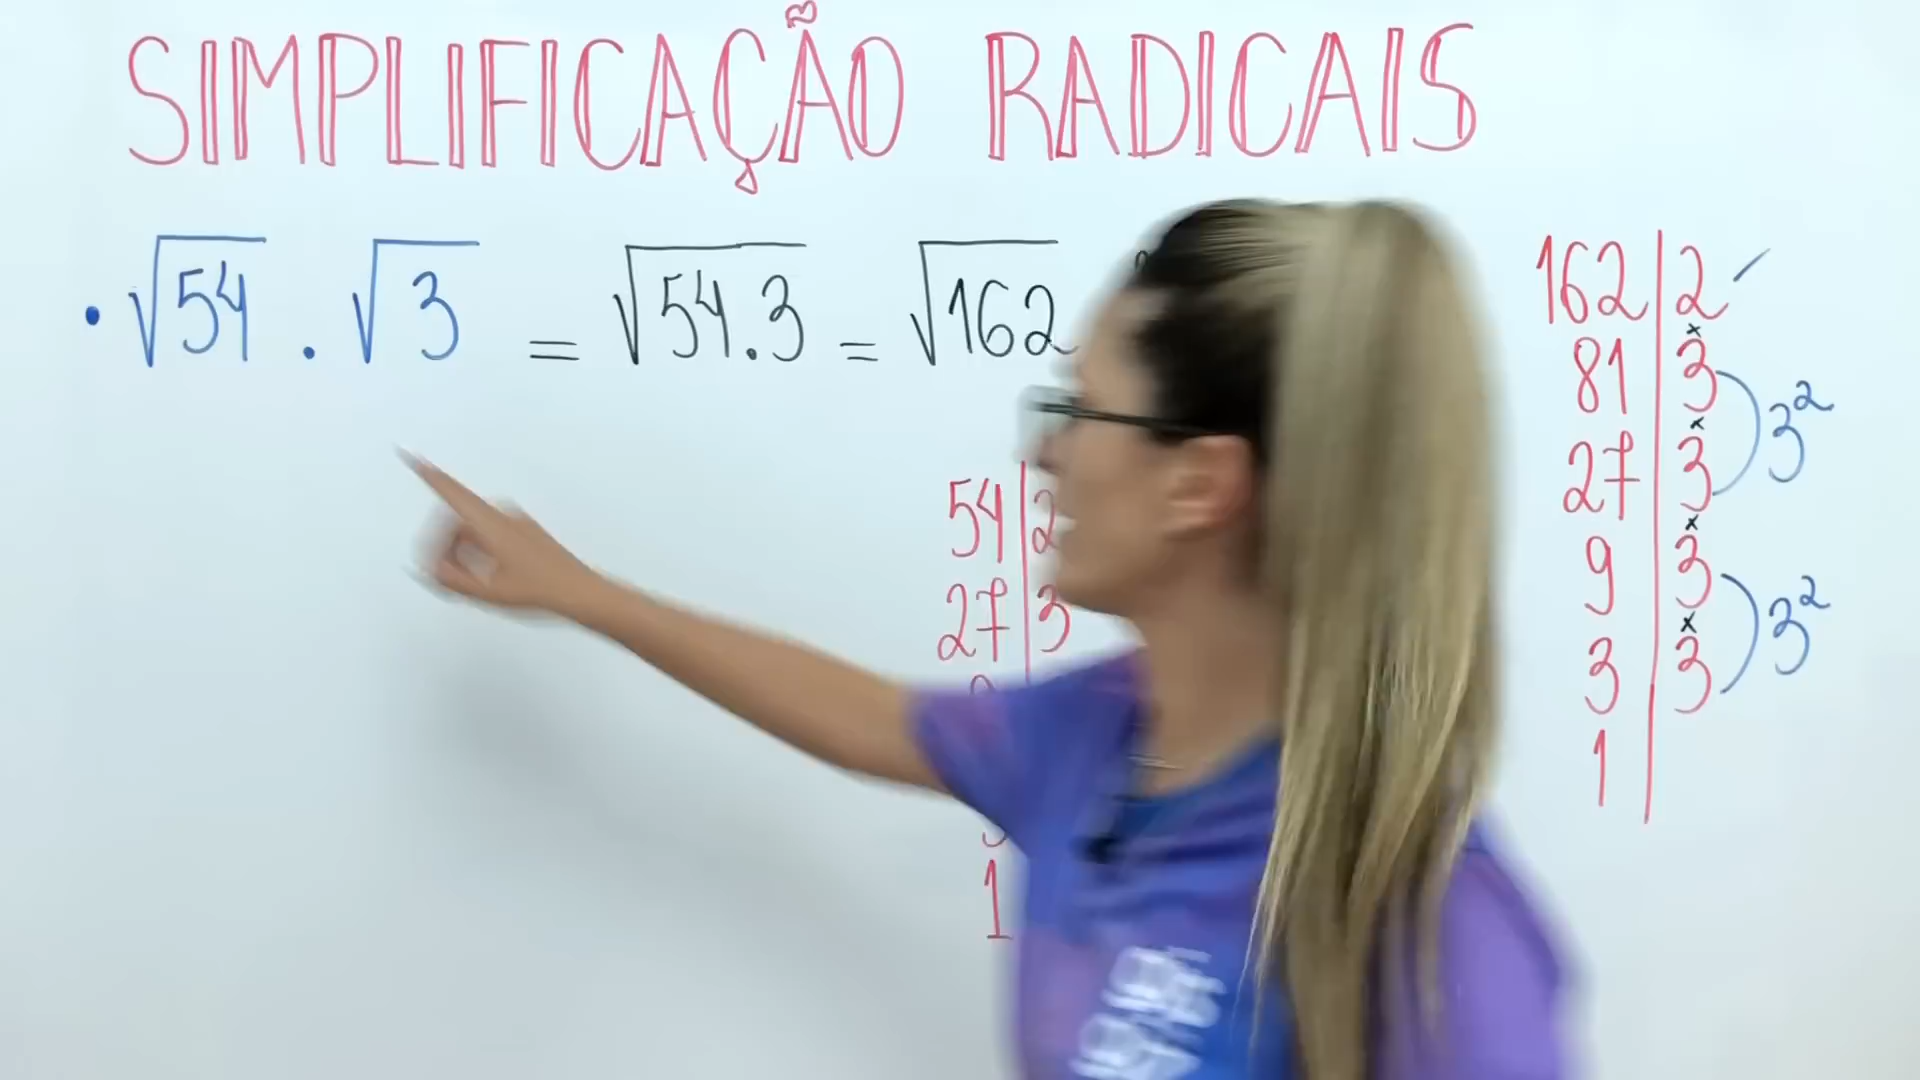 SIMPLIFICAÇÃO RADICAIS
• √54 . √3 = √54.3 = √162
162 | 2
x
81 | 3
x
27 | 3
3²
x
9 | 3
x
3 | 3
3²
1
54 | 2
27 | 3
1